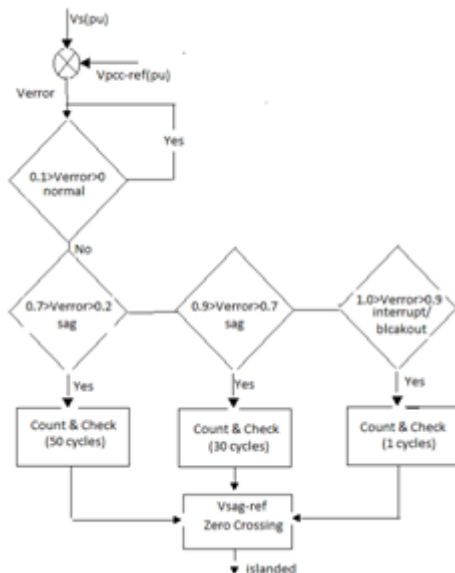 Vs(pu)
Vpcc-ref(pu)
Verror
Yes
0.1>Verror>0
normal
No
0.7>Verror>0.2
sag
0.9>Verror>0.7
sag
1.0>Verror>0.9
interrupt/
blcakout
Yes
Yes
Yes
Count & Check
(50 cycles)
Count & Check
(30 cycles)
Count & Check
(1 cycles)
Vsag-ref
Zero Crossing
islanded